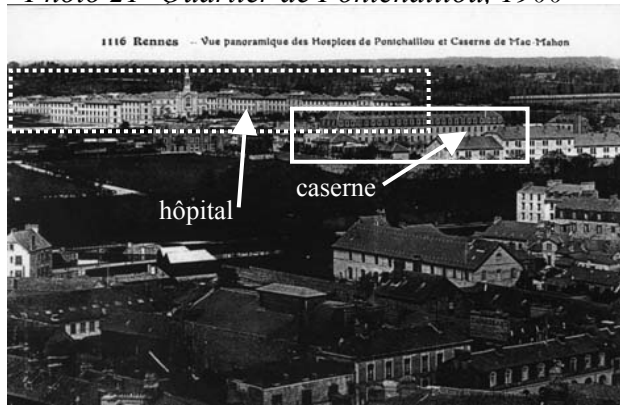 Photo 21 Quartier de Pontchaillou, 1900
1116 Rennes - Vue panoramique des Hospices de Pontchaillou et Caserne de Mac-Mahon
hôpital
caserne